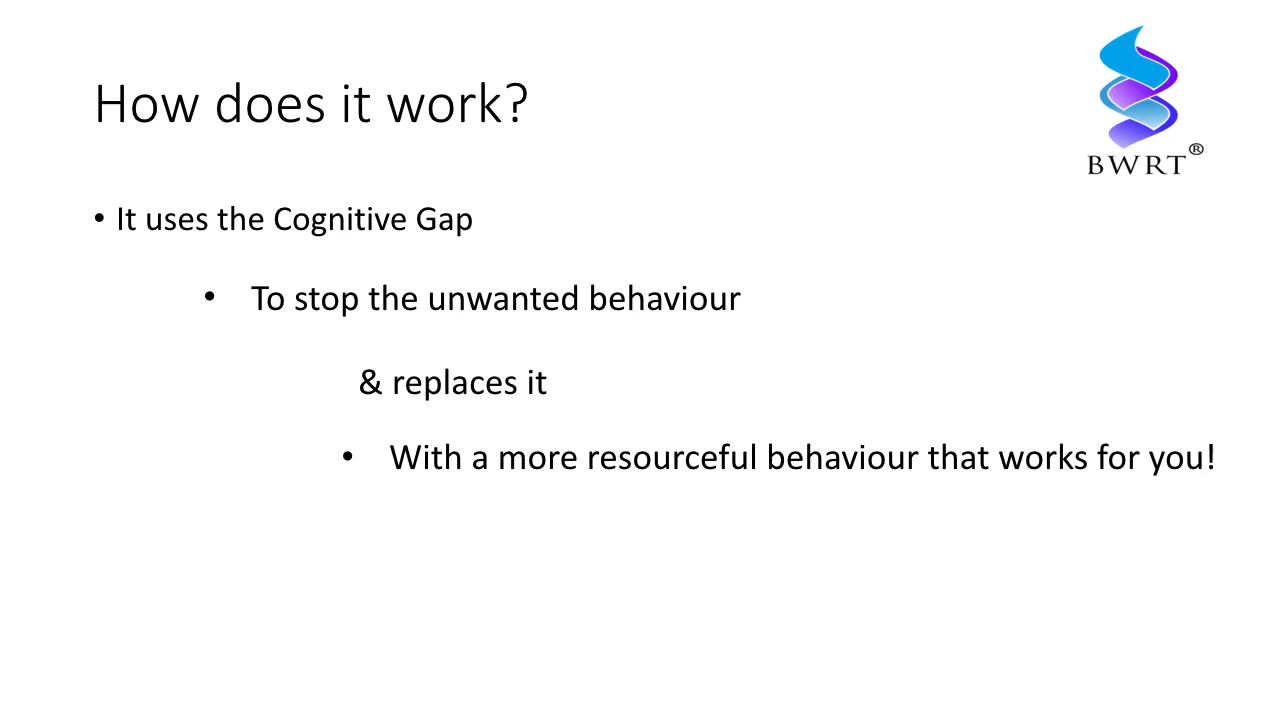 How does it work?
BWRT®
• It uses the Cognitive Gap
• To stop the unwanted behaviour
& replaces it
• With a more resourceful behaviour that works for you!